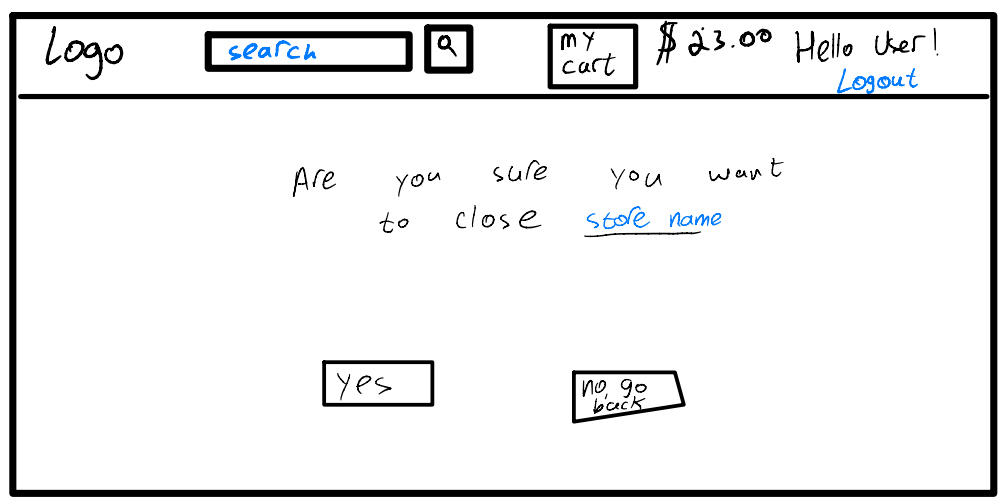 Logo
search
my
cart
$ 23.00
Hello User!
Logout
Are you sure you want
to close store name
yes
no, go
back